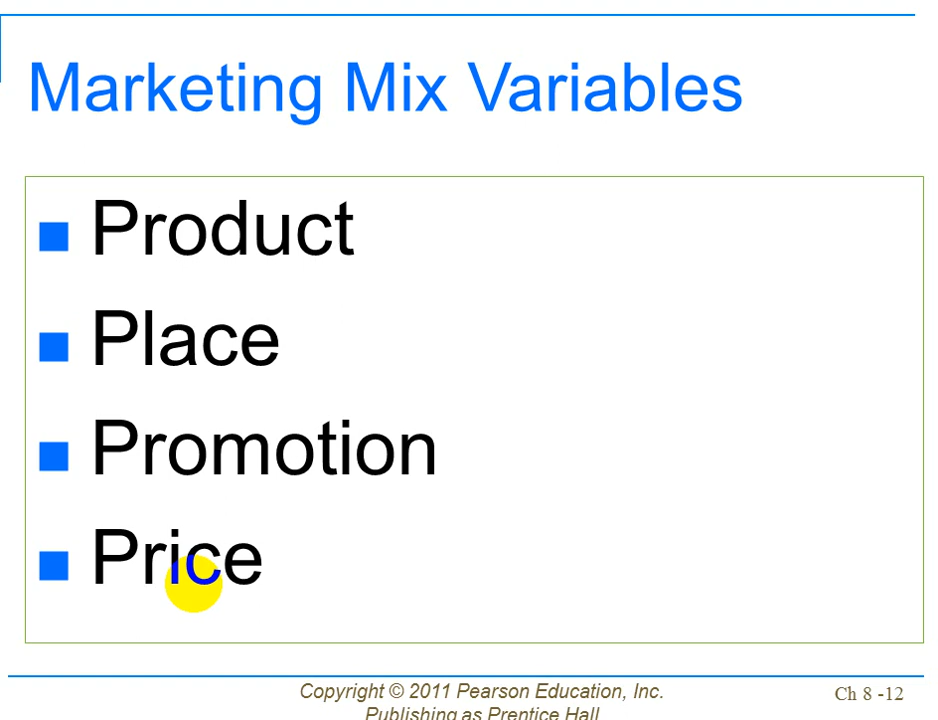 Marketing Mix Variables
Product
Place
Promotion
Price
Copyright © 2011 Pearson Education, Inc.
Ch 8 -12
Publishing as Prentice Hall